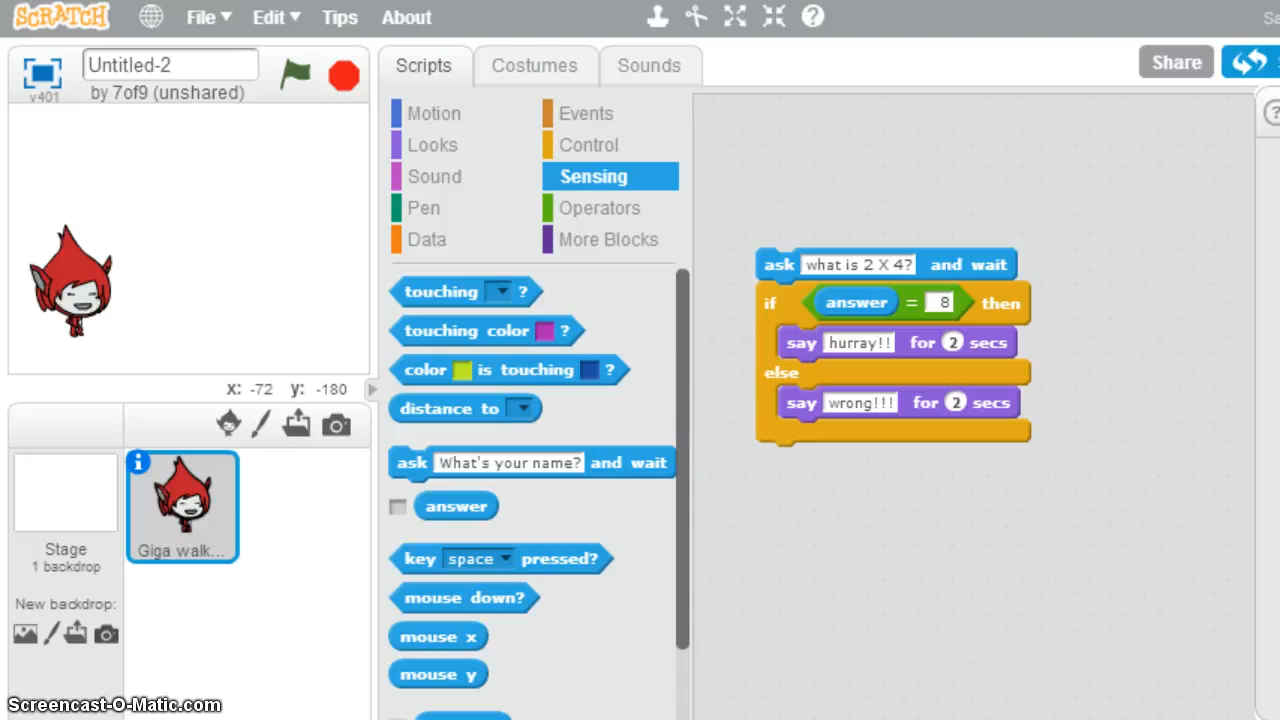 SCRATCH File Edit Tips About
Untitled-2
by 7of9 (unshared)
v401
Scripts Costumes Sounds
Share
Motion Events
Looks Control
Sound Sensing
Pen Operators
Data More Blocks
touching ?
touching color ?
color is touching ?
distance to
ask What's your name? and wait
answer
key space pressed?
mouse down?
mouse x
mouse y
ask what is 2 X 4? and wait
if answer = 8 then
say hurray!! for 2 secs
else
say wrong!!! for 2 secs
x: -72 y: -180
Giga walk...
Stage
1 backdrop
New backdrop:
Screencast-O-Matic.com